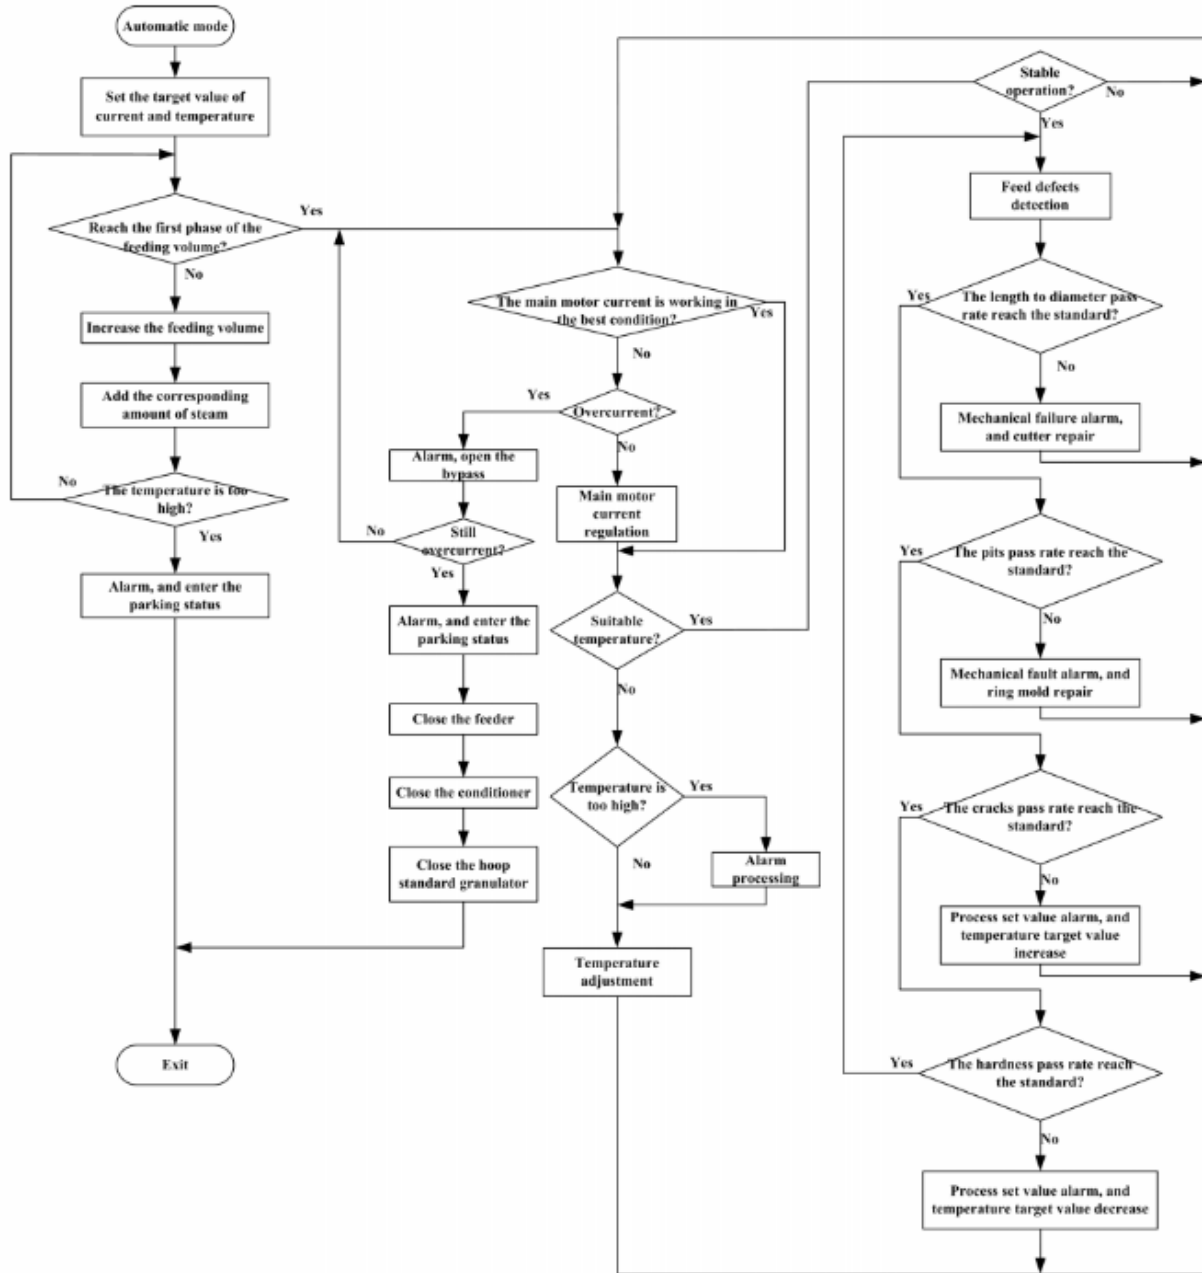 Automatic mode
Set the target value of
current and temperature
Reach the first phase of the
feeding volume?
Yes
No
Increase the feeding volume
Add the corresponding
amount of steam
No
The temperature is too
high?
Yes
Alarm, and enter the
parking status
Exit
The main motor current is working in
the best condition?
Yes
No
Yes
Overcurrent?
No
Alarm, open the
bypass
Main motor
current
regulation
No
Still
overcurrent?
Yes
Alarm, and enter the
parking status
Close the feeder
Close the conditioner
Close the hoop
standard granulator
Suitable
temperature?
Yes
No
Temperature is
too high?
Yes
No
Alarm
processing
Temperature
adjustment
Stable
operation?
No
Yes
Feed defects
detection
Yes
The length to diameter pass
rate reach the standard?
No
Mechanical failure alarm,
and cutter repair
Yes
The pits pass rate reach the
standard?
No
Mechanical fault alarm, and
ring mold repair
Yes
The cracks pass rate reach the
standard?
No
Process set value alarm, and
temperature target value
increase
Yes
The hardness pass rate reach
the standard?
No
Process set value alarm, and
temperature target value decrease